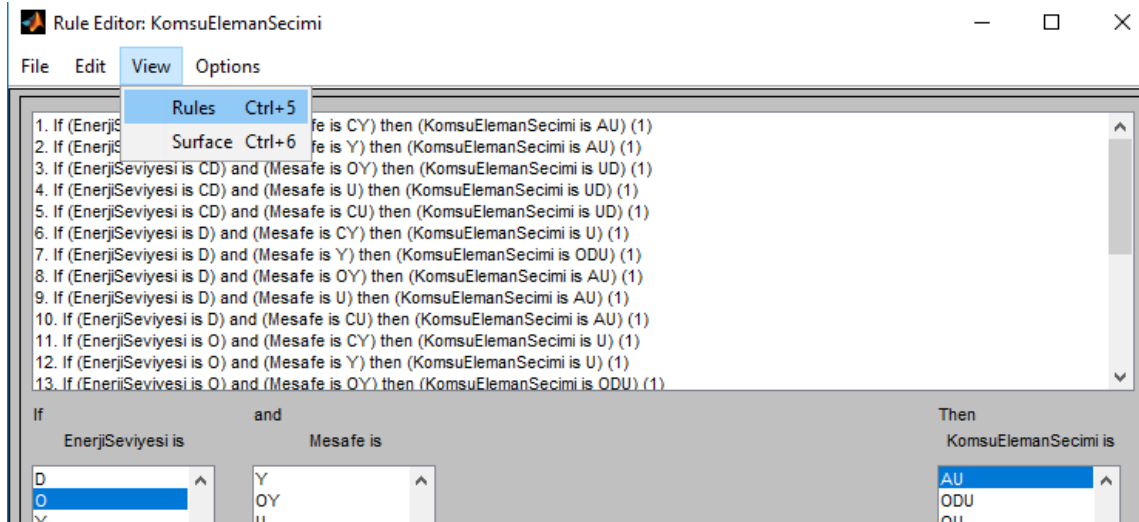 Rule Editor: KomsuElemanSecimi
File Edit View Options
Rules Ctrl+5
Surface Ctrl+6
1. If (EnerjiS fe is CY) then (KomsuElemanSecimi is AU) (1)
2. If (EnerjiS fe is Y) then (KomsuElemanSecimi is AU) (1)
3. If (EnerjiSeviyesi is CD) and (Mesafe is OY) then (KomsuElemanSecimi is UD) (1)
4. If (EnerjiSeviyesi is CD) and (Mesafe is U) then (KomsuElemanSecimi is UD) (1)
5. If (EnerjiSeviyesi is CD) and (Mesafe is CU) then (KomsuElemanSecimi is UD) (1)
6. If (EnerjiSeviyesi is D) and (Mesafe is CY) then (KomsuElemanSecimi is U) (1)
7. If (EnerjiSeviyesi is D) and (Mesafe is Y) then (KomsuElemanSecimi is ODU) (1)
8. If (EnerjiSeviyesi is D) and (Mesafe is OY) then (KomsuElemanSecimi is AU) (1)
9. If (EnerjiSeviyesi is D) and (Mesafe is U) then (KomsuElemanSecimi is AU) (1)
10. If (EnerjiSeviyesi is D) and (Mesafe is CU) then (KomsuElemanSecimi is AU) (1)
11. If (EnerjiSeviyesi is O) and (Mesafe is CY) then (KomsuElemanSecimi is U) (1)
12. If (EnerjiSeviyesi is O) and (Mesafe is Y) then (KomsuElemanSecimi is U) (1)
13. If (EnerjiSeviyesi is O) and (Mesafe is OY) then (KomsuElemanSecimi is ODU) (1)
If and Then
EnerjiSeviyesi is Mesafe is KomsuElemanSecimi is
D Y AU
O OY ODU
Y U OU